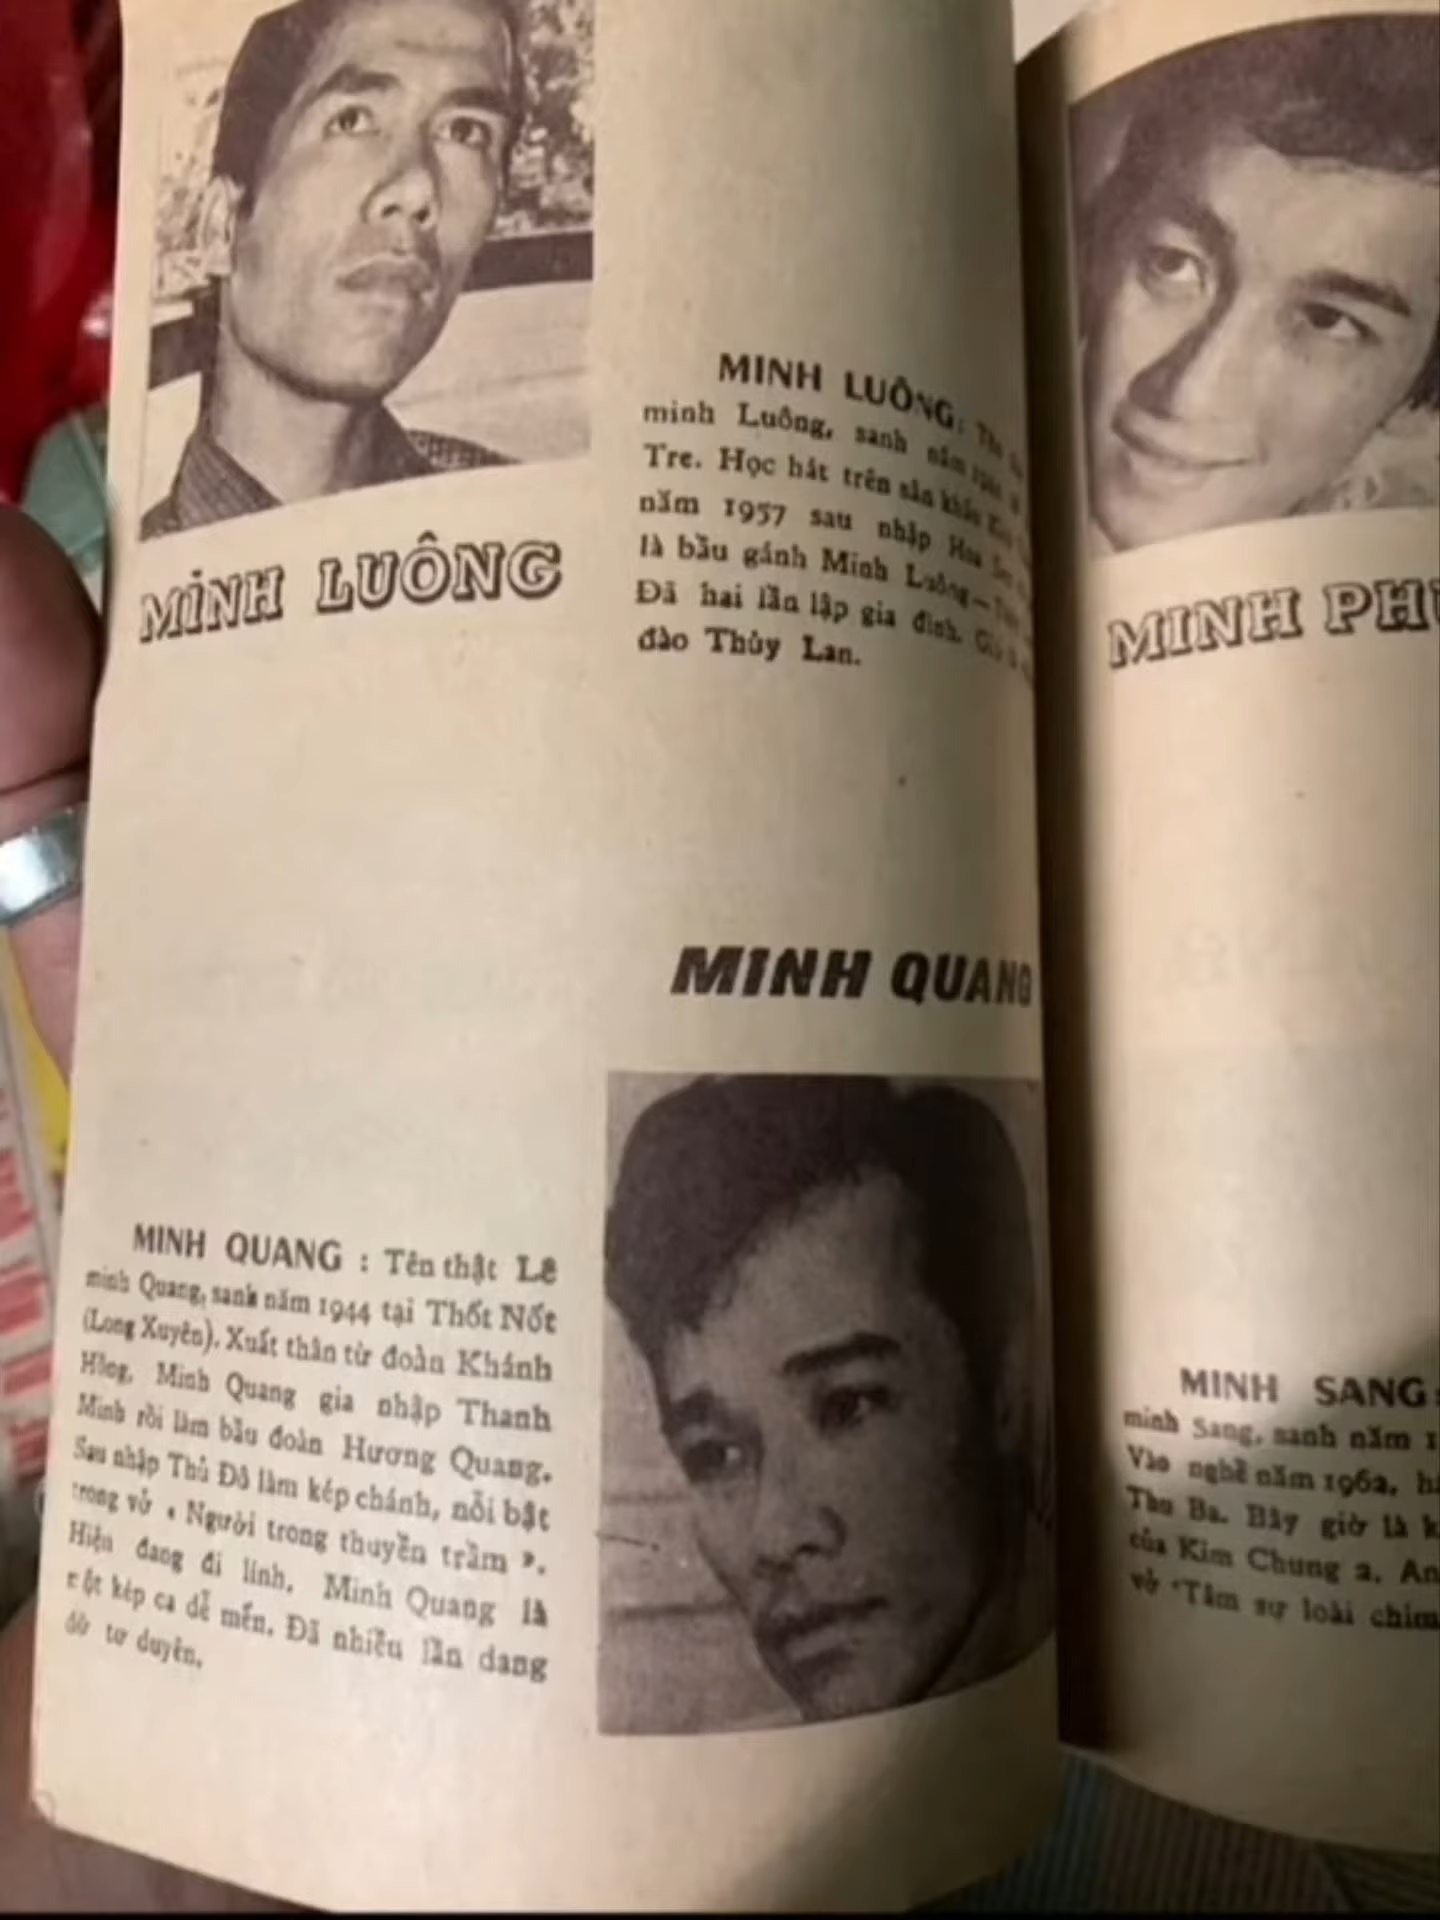 MINH LUÔNG
MINH LUÔNG:
minh Luông, sanh năm
Tre. Học hát trên sân khấu
năm 1957 sau nhập Hoa
là bầu gánh Minh Luông —
Đã hai lần lập gia đình.
đào Thủy Lan.
MINH QUANG
MINH QUANG : Tên thật Lê
minh Quang, sanh năm 1944 tại Thốt Nốt
(Long Xuyên). Xuất thân từ đoàn Khánh
Hồng, Minh Quang gia nhập Thanh
Minh rồi làm bầu đoàn Hương Quang.
Sau nhập Thủ Đô làm kép chánh, nổi bật
trong vở « Người trong thuyền trầm ».
Hiện đang đi lính. Minh Quang là
một kép ca dễ mến. Đã nhiều lần dang
dở tơ duyên.
MINH
MINH SANG:
minh Sang, sanh năm
Vào nghề năm 1962,
Thu Ba. Bây giờ là
của Kim Chung 2.
vở "Tâm sự loài chim